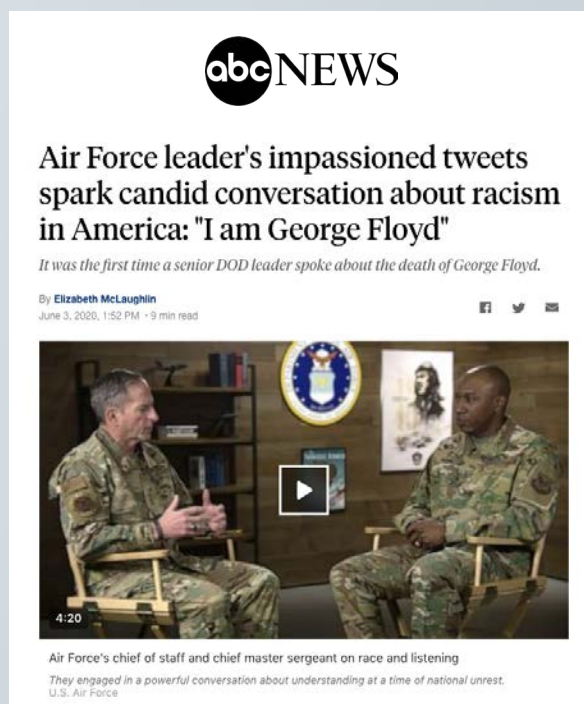 abc NEWS
Air Force leader's impassioned tweets
spark candid conversation about racism
in America: "I am George Floyd"
It was the first time a senior DOD leader spoke about the death of George Floyd.
By Elizabeth McLaughlin
June 3, 2020, 1:52 PM • 9 min read
4:20
Air Force's chief of staff and chief master sergeant on race and listening
They engaged in a powerful conversation about understanding at a time of national unrest.
U.S. Air Force